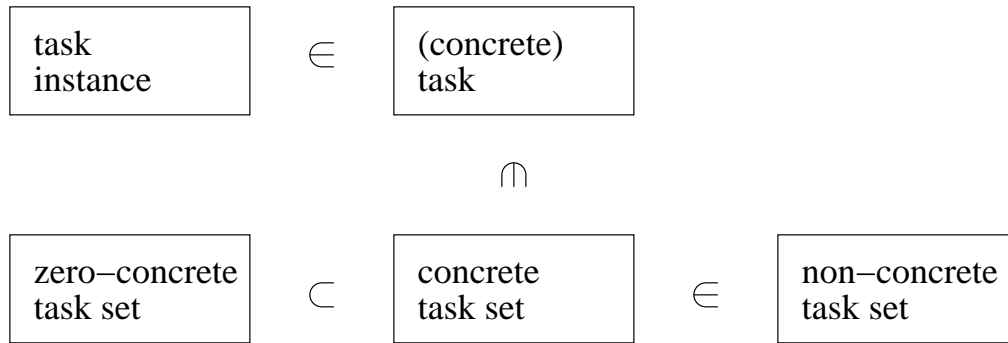 task
instance
∈
(concrete)
task
∈
zero−concrete
task set
⊂
concrete
task set
∈
non−concrete
task set